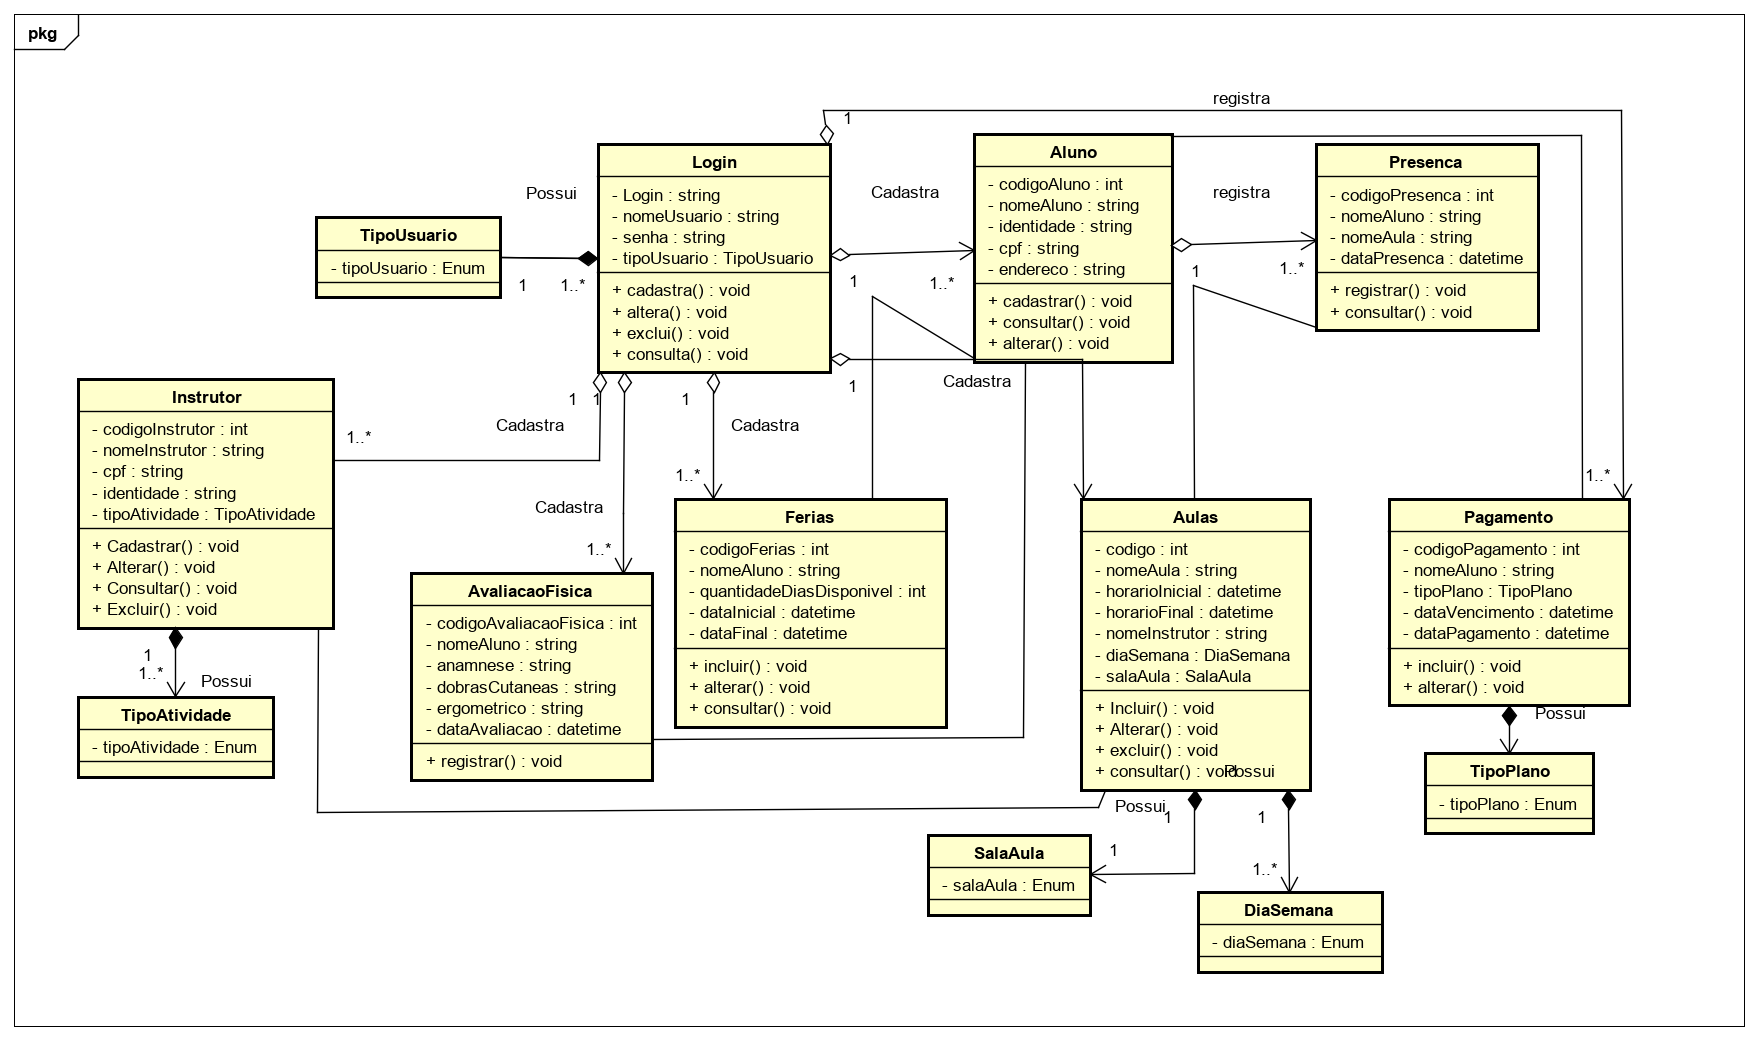 pkg
registra
1
Login
- Login : string
- nomeUsuario : string
- senha : string
- tipoUsuario : TipoUsuario
+ cadastra() : void
+ altera() : void
+ exclui() : void
+ consulta() : void
Aluno
- codigoAluno : int
- nomeAluno : string
- identidade : string
- cpf : string
- endereco : string
+ cadastrar() : void
+ consultar() : void
+ alterar() : void
Presenca
- codigoPresenca : int
- nomeAluno : string
- nomeAula : string
- dataPresenca : datetime
+ registrar() : void
+ consultar() : void
Possui
Cadastra
registra
TipoUsuario
- tipoUsuario : Enum
1
1..*
1
1..*
1
1..*
1
Cadastra
Instrutor
- codigoInstrutor : int
- nomeInstrutor : string
- cpf : string
- identidade : string
- tipoAtividade : TipoAtividade
+ Cadastrar() : void
+ Alterar() : void
+ Consultar() : void
+ Excluir() : void
1..*
1
1
1
Cadastra
Cadastra
1..*
1..*
Cadastra
1..*
AvaliacaoFisica
- codigoAvaliacaoFisica : int
- nomeAluno : string
- anamnese : string
- dobrasCutaneas : string
- ergometrico : string
- dataAvaliacao : datetime
+ registrar() : void
Ferias
- codigoFerias : int
- nomeAluno : string
- quantidadeDiasDisponivel : int
- dataInicial : datetime
- dataFinal : datetime
+ incluir() : void
+ alterar() : void
+ consultar() : void
Aulas
- codigo : int
- nomeAula : string
- horarioInicial : datetime
- horarioFinal : datetime
- nomeInstrutor : string
- diaSemana : DiaSemana
- salaAula : SalaAula
+ Incluir() : void
+ Alterar() : void
+ excluir() : void
+ consultar() : void
Possui
Pagamento
- codigoPagamento : int
- nomeAluno : string
- tipoPlano : TipoPlano
- dataVencimento : datetime
- dataPagamento : datetime
+ incluir() : void
+ alterar() : void
Possui
1
1..*
Possui
TipoAtividade
- tipoAtividade : Enum
TipoPlano
- tipoPlano : Enum
Possui
1
1
1
1..*
SalaAula
- salaAula : Enum
DiaSemana
- diaSemana : Enum